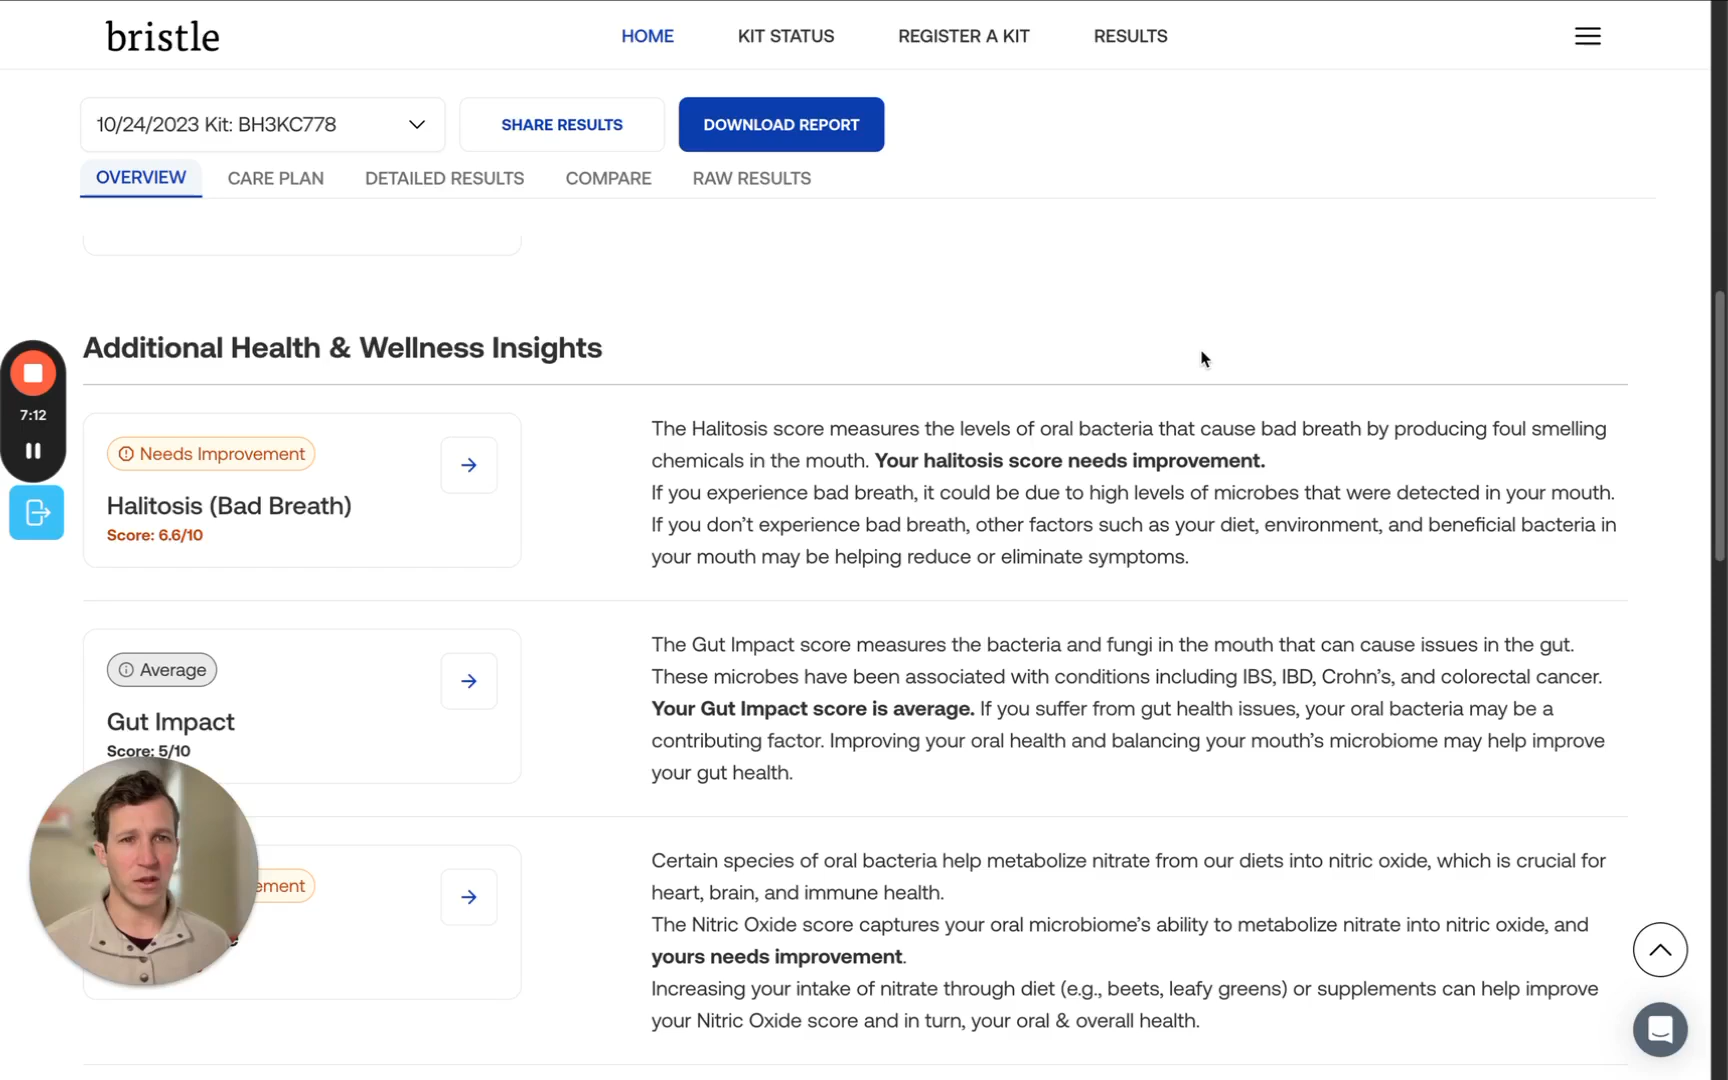 bristle
HOME
KIT STATUS
REGISTER A KIT
RESULTS
10/24/2023 Kit: BH3KC778
SHARE RESULTS
DOWNLOAD REPORT
OVERVIEW
CARE PLAN
DETAILED RESULTS
COMPARE
RAW RESULTS
Additional Health & Wellness Insights
7:12
Needs Improvement
Halitosis (Bad Breath)
Score: 6.6/10
The Halitosis score measures the levels of oral bacteria that cause bad breath by producing foul smelling
chemicals in the mouth. Your halitosis score needs improvement.
If you experience bad breath, it could be due to high levels of microbes that were detected in your mouth.
If you don’t experience bad breath, other factors such as your diet, environment, and beneficial bacteria in
your mouth may be helping reduce or eliminate symptoms.
Average
Gut Impact
Score: 5/10
The Gut Impact score measures the bacteria and fungi in the mouth that can cause issues in the gut.
These microbes have been associated with conditions including IBS, IBD, Crohn’s, and colorectal cancer.
Your Gut Impact score is average. If you suffer from gut health issues, your oral bacteria may be a
contributing factor. Improving your oral health and balancing your mouth’s microbiome may help improve
your gut health.
ement
Certain species of oral bacteria help metabolize nitrate from our diets into nitric oxide, which is crucial for
heart, brain, and immune health.
The Nitric Oxide score captures your oral microbiome’s ability to metabolize nitrate into nitric oxide, and
yours needs improvement.
Increasing your intake of nitrate through diet (e.g., beets, leafy greens) or supplements can help improve
your Nitric Oxide score and in turn, your oral & overall health.